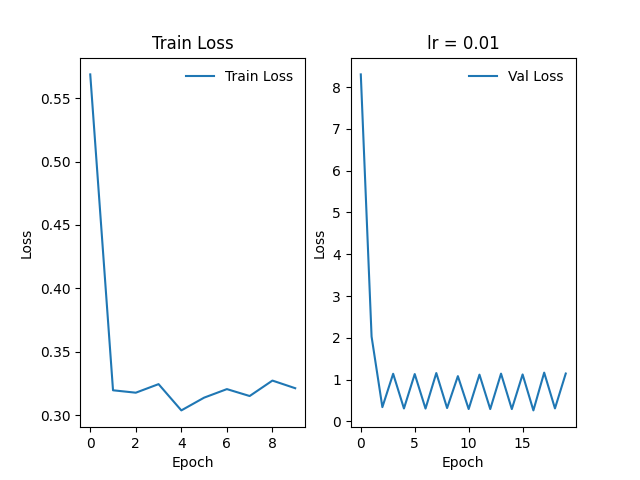 Train Loss
Train Loss
0.55
0.50
0.45
0.40
0.35
0.30
Loss
0 2 4 6 8
Epoch
lr = 0.01
Val Loss
8
7
6
5
4
3
2
1
0
Loss
0 5 10 15
Epoch